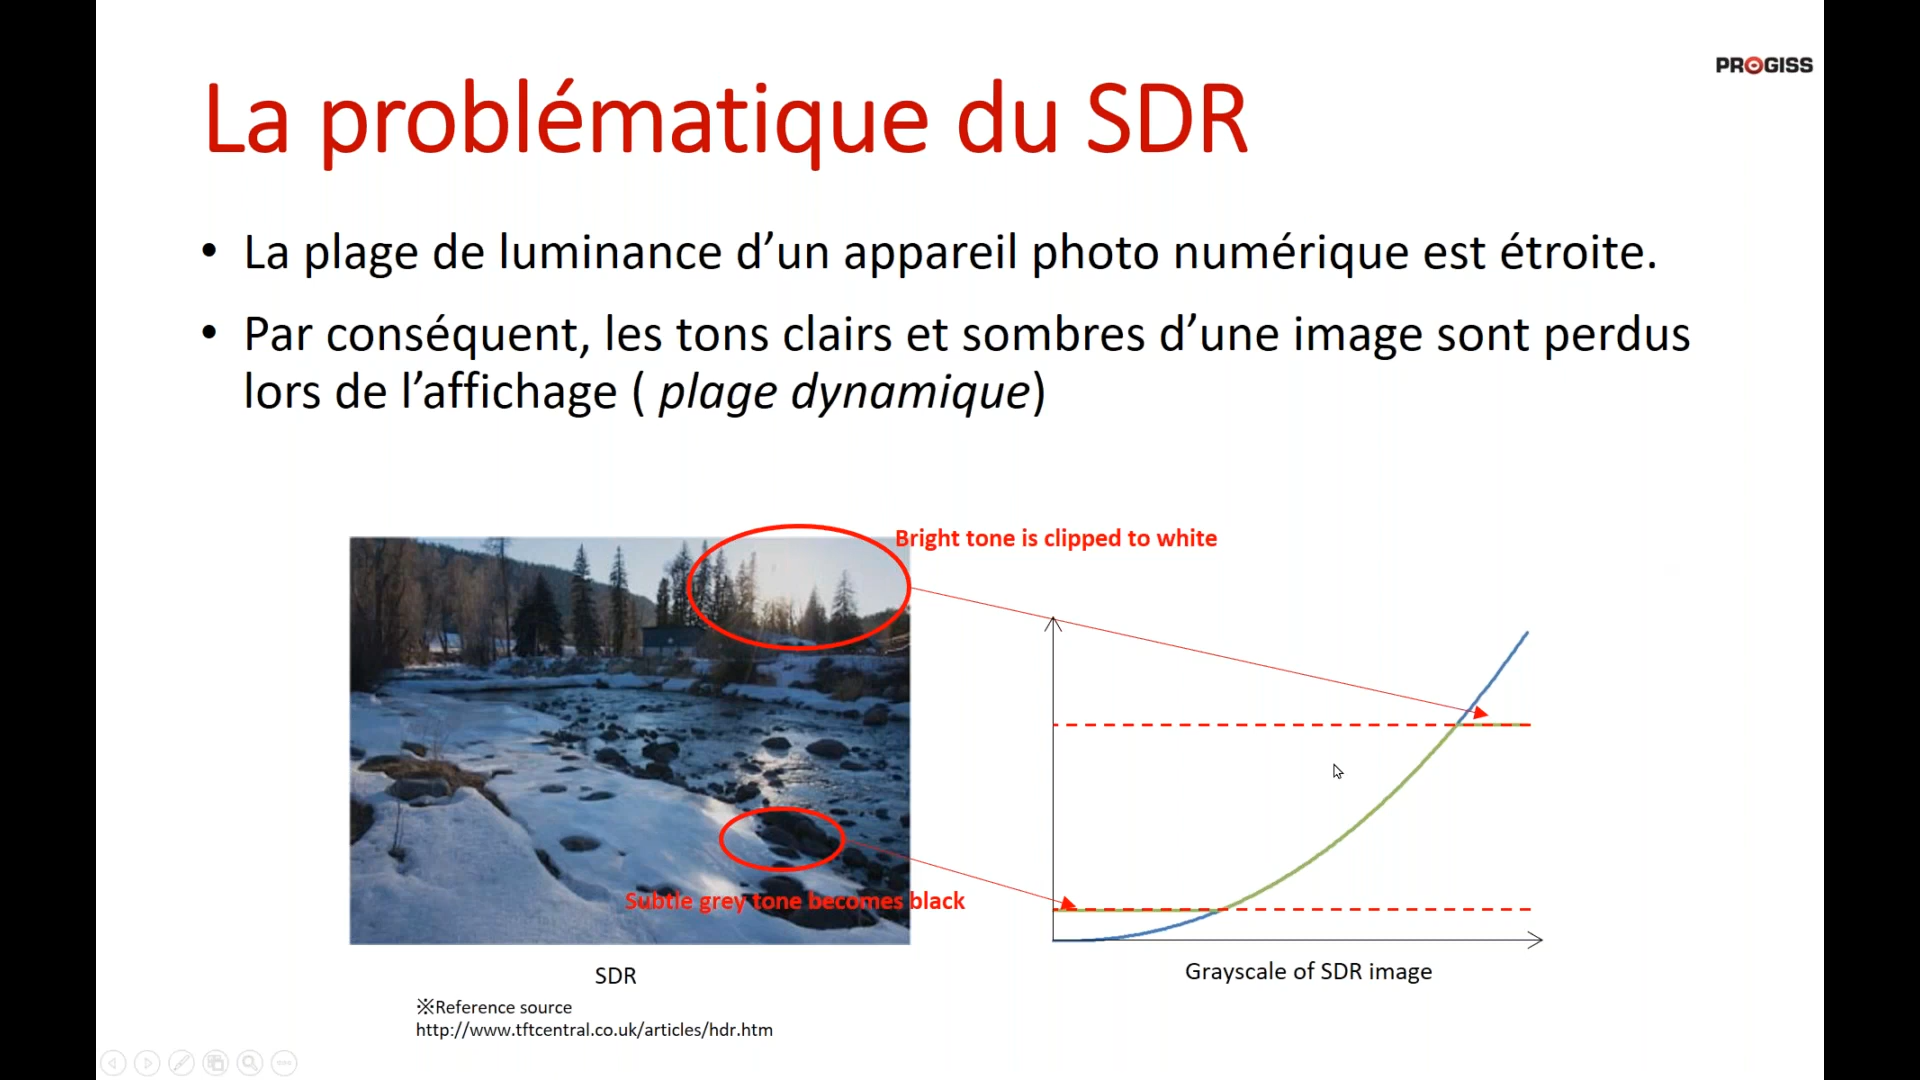 PROGISS
La problématique du SDR
• La plage de luminance d’un appareil photo numérique est étroite.
• Par conséquent, les tons clairs et sombres d’une image sont perdus
lors de l’affichage ( plage dynamique)
Bright tone is clipped to white
Subtle grey tone becomes black
SDR
Grayscale of SDR image
※Reference source
http://www.tftcentral.co.uk/articles/hdr.htm